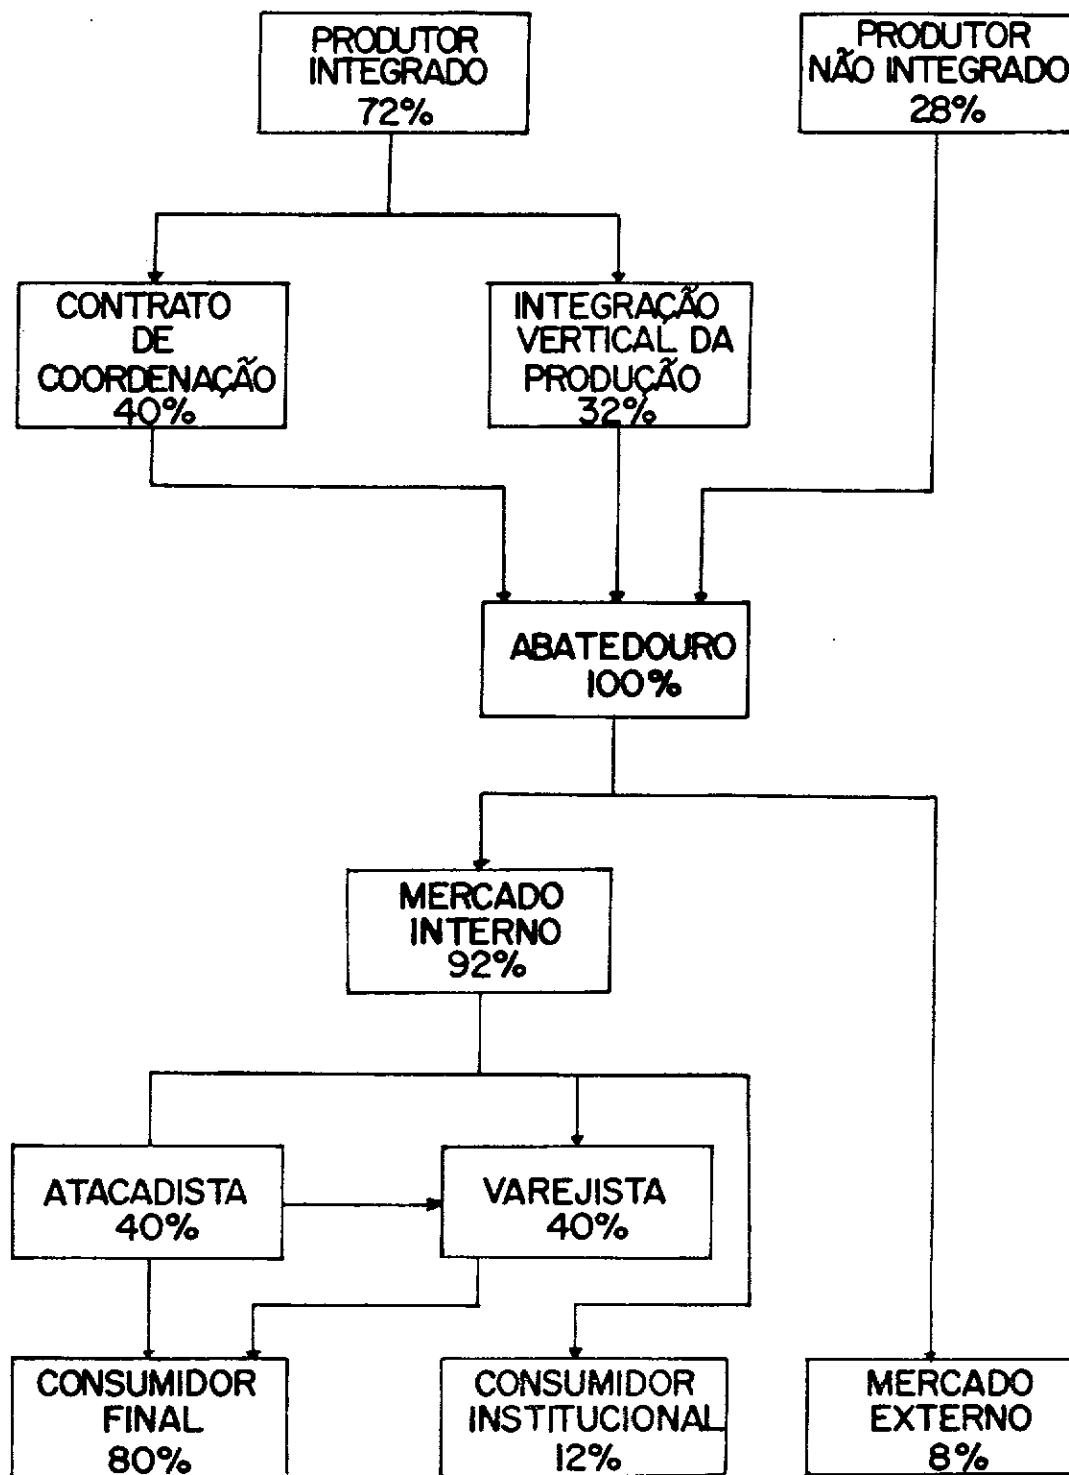 PRODUTOR
INTEGRADO
72%
PRODUTOR
NÃO INTEGRADO
28%
CONTRATO
DE
COORDENAÇÃO
40%
INTEGRAÇÃO
VERTICAL DA
PRODUÇÃO
32%
ABATEDOURO
100%
MERCADO
INTERNO
92%
ATACADISTA
40%
VAREJISTA
40%
CONSUMIDOR
FINAL
80%
CONSUMIDOR
INSTITUCIONAL
12%
MERCADO
EXTERNO
8%